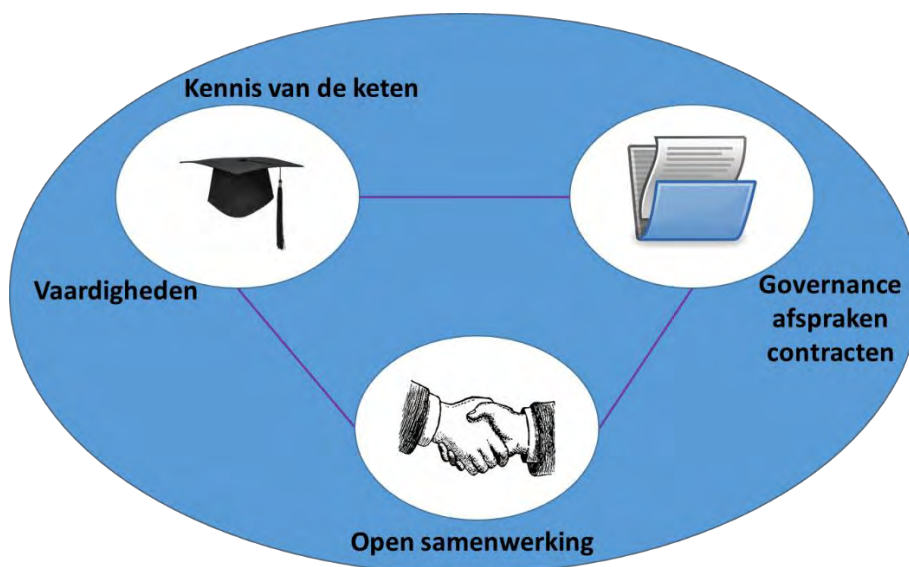 Kennis van de keten
Vaardigheden
Governance
afspraken
contracten
Open samenwerking